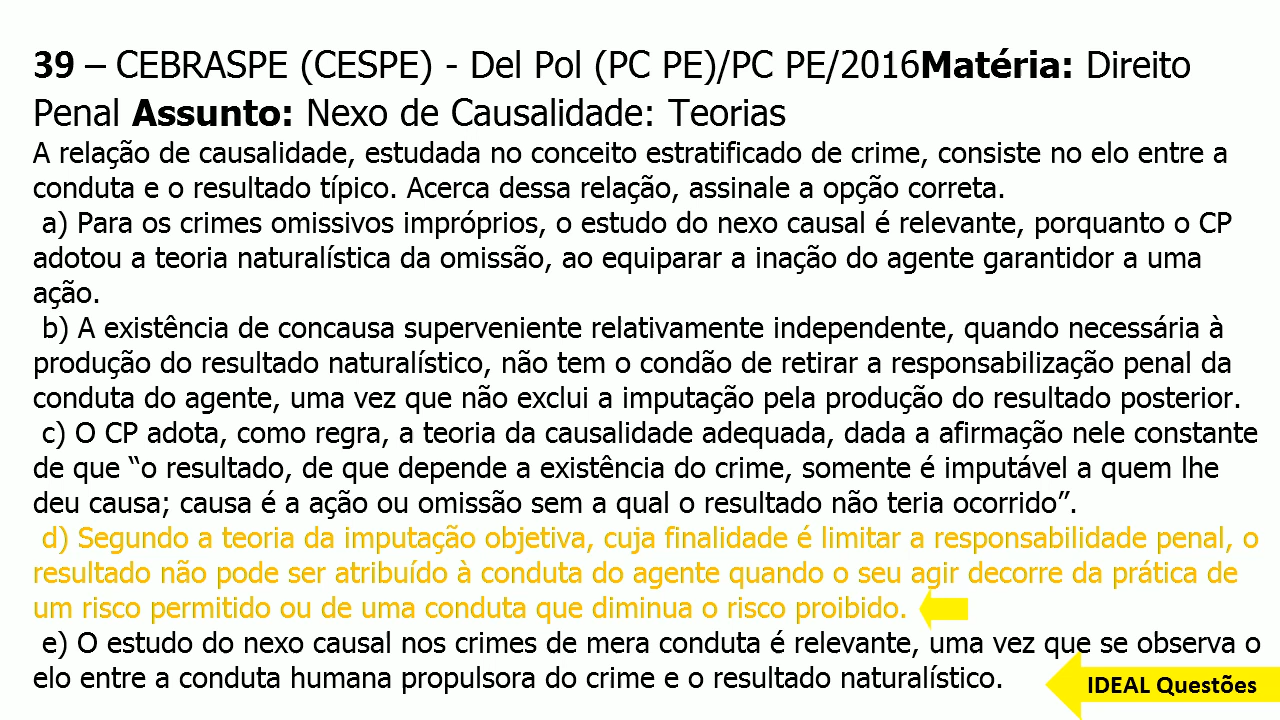 39 – CEBRASPE (CESPE) - Del Pol (PC PE)/PC PE/2016Matéria: Direito
Penal Assunto: Nexo de Causalidade: Teorias
A relação de causalidade, estudada no conceito estratificado de crime, consiste no elo entre a
conduta e o resultado típico. Acerca dessa relação, assinale a opção correta.
a) Para os crimes omissivos impróprios, o estudo do nexo causal é relevante, porquanto o CP
adotou a teoria naturalística da omissão, ao equiparar a inação do agente garantidor a uma
ação.
b) A existência de concausa superveniente relativamente independente, quando necessária à
produção do resultado naturalístico, não tem o condão de retirar a responsabilização penal da
conduta do agente, uma vez que não exclui a imputação pela produção do resultado posterior.
c) O CP adota, como regra, a teoria da causalidade adequada, dada a afirmação nele constante
de que “o resultado, de que depende a existência do crime, somente é imputável a quem lhe
deu causa; causa é a ação ou omissão sem a qual o resultado não teria ocorrido”.
d) Segundo a teoria da imputação objetiva, cuja finalidade é limitar a responsabilidade penal, o
resultado não pode ser atribuído à conduta do agente quando o seu agir decorre da prática de
um risco permitido ou de uma conduta que diminua o risco proibido.
e) O estudo do nexo causal nos crimes de mera conduta é relevante, uma vez que se observa o
elo entre a conduta humana propulsora do crime e o resultado naturalístico.
IDEAL Questões